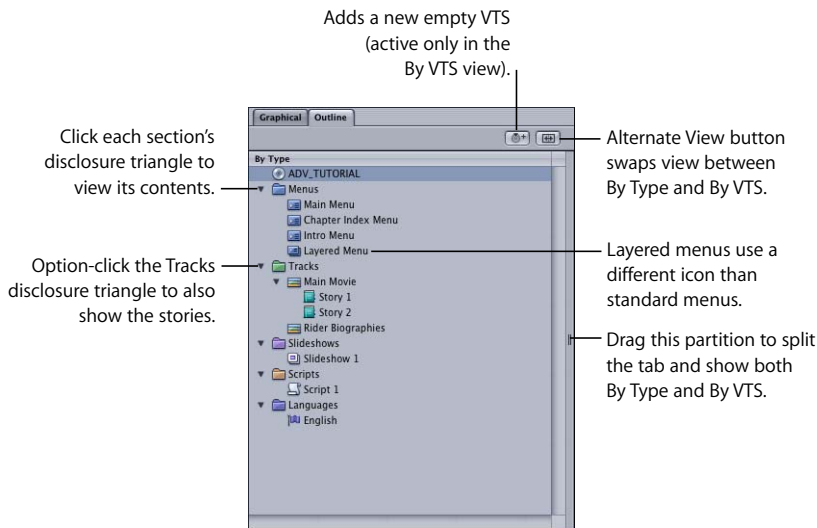 Adds a new empty VTS
(active only in the
By VTS view).
Click each section's
disclosure triangle to
view its contents.
Option-click the Tracks
disclosure triangle to also
show the stories.
Graphical Outline
By Type
ADV_TUTORIAL
Menus
Main Menu
Chapter Index Menu
Intro Menu
Layered Menu
Tracks
Main Movie
Story 1
Story 2
Rider Biographies
Slideshows
Slideshow 1
Scripts
Script 1
Languages
English
Alternate View button
swaps view between
By Type and By VTS.
Layered menus use a
different icon than
standard menus.
Drag this partition to split
the tab and show both
By Type and By VTS.